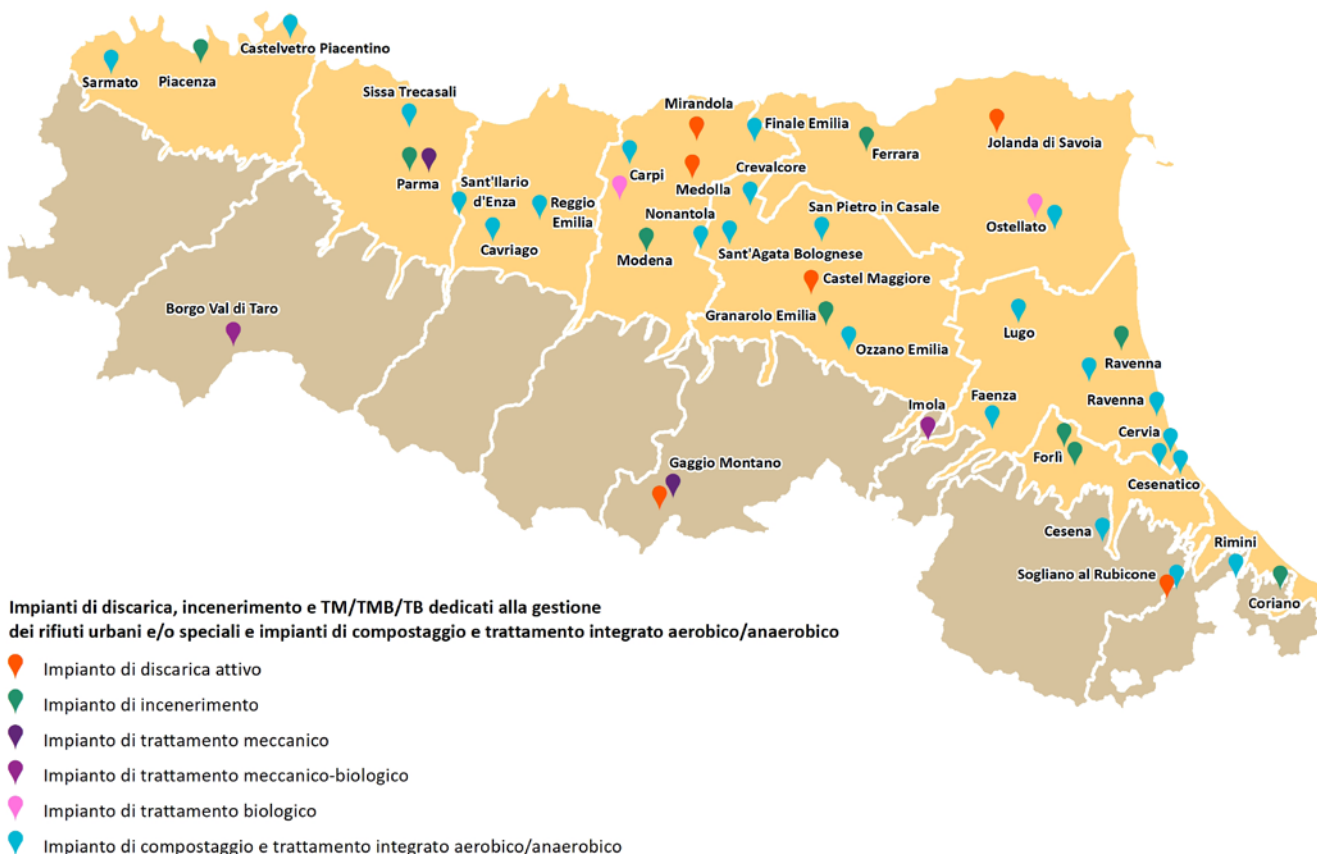 Castelvetro Piacentino
Sarmato
Piacenza
Sissa Trecasali
Mirandola
Finale Emilia
Jolanda di Savoia
Ferrara
Parma
Sant'Ilario
d'Enza
Reggio
Emilia
Cavriago
Carpi
Medolla
Crevalcore
Nonantola
San Pietro in Casale
Ostellato
Modena
Sant'Agata Bolognese
Castel Maggiore
Granarolo Emilia
Ozzano Emilia
Borgo Val di Taro
Lugo
Ravenna
Ravenna
Faenza
Imola
Cervia
Forlì
Cesenatico
Gaggio Montano
Cesena
Rimini
Sogliano al Rubicone
Coriano
Impianti di discarica, incenerimento e TM/TMB/TB dedicati alla gestione
dei rifiuti urbani e/o speciali e impianti di compostaggio e trattamento integrato aerobico/anaerobico
Impianto di discarica attivo
Impianto di incenerimento
Impianto di trattamento meccanico
Impianto di trattamento meccanico-biologico
Impianto di trattamento biologico
Impianto di compostaggio e trattamento integrato aerobico/anaerobico